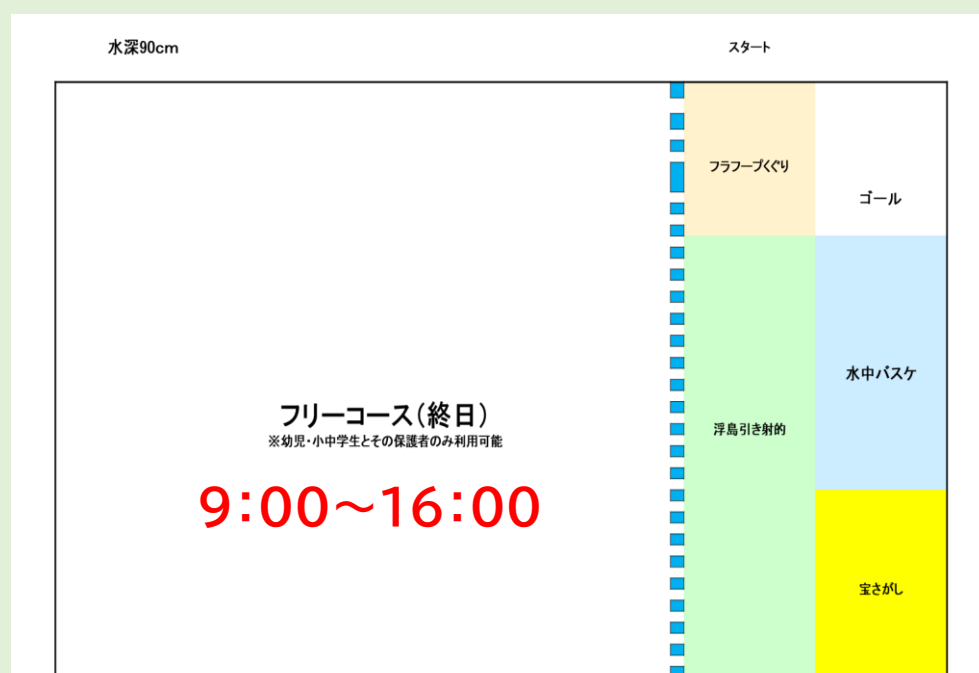 水深90cm
スタート
フラフープくぐり
ゴール
水中バスケ
フリーコース（終日）
浮島引き射的
※幼児・小中学生とその保護者のみ利用可能
9：00～16：00
宝さがし